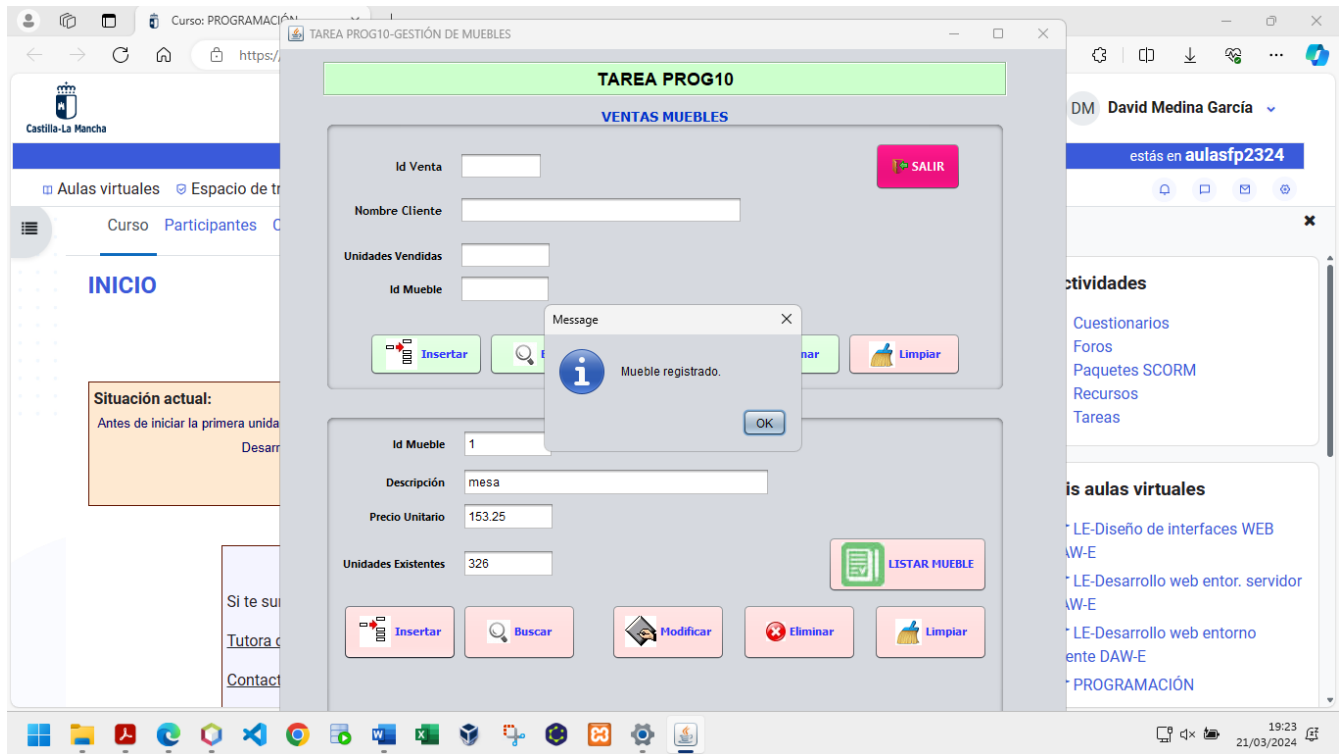 Curso: PROGRAMACIÓN
TAREA PROG10-GESTIÓN DE MUEBLES
https:/
TAREA PROG10
VENTAS MUEBLES
Castilla-La Mancha
DM David Medina García
estás en aulasfp2324
Aulas virtuales Espacio de tr
Id Venta
SALIR
Curso Participantes
Nombre Cliente
Unidades Vendidas
Id Mueble
INICIO
ctividades
Message
Cuestionarios
Foros
Insertar
nar
Limpiar
Mueble registrado.
Paquetes SCORM
Recursos
Tareas
OK
Situación actual:
Antes de iniciar la primera unida
Desarr
Id Mueble 1
Descripción mesa
Precio Unitario 153.25
Unidades Existentes 326
LISTAR MUEBLE
is aulas virtuales
LE-Diseño de interfaces WEB
AW-E
LE-Desarrollo web entor. servidor
AW-E
LE-Desarrollo web entorno
ente DAW-E
PROGRAMACIÓN
Si te sur
Tutora
Contact
Insertar
Buscar
Modificar
Eliminar
Limpiar
19:23
21/03/2024